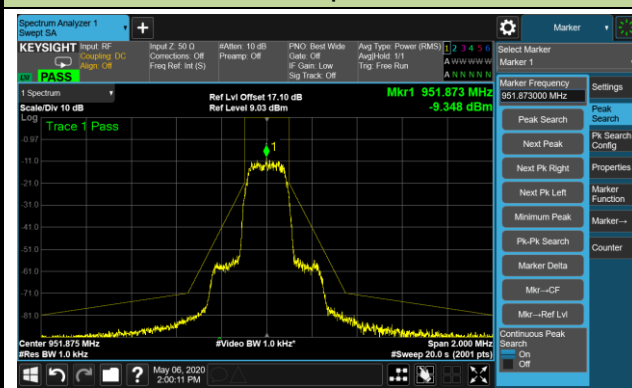 Spectrum Analyzer 1
Swept SA
+
Marker
KEYSIGHT
PASS
Input: RF
Coupling: DC
Align: Off
Input Z: 50 Ω
Corrections: Off
Freq Ref: Int (S)
#Atten: 10 dB
Preamp: Off
PNO: Best Wide
Gate: Off
IF Gain: Low
Sig Track: Off
Avg Type: Power (RMS)
Avg|Hold: 1/1
Trig: Free Run
1 2 3 4 5 6
A W W W W W
A N N N N N
Select Marker
Marker 1
1 Spectrum
Scale/Div 10 dB
Log
Ref Lvl Offset 17.10 dB
Ref Level 9.03 dBm
Mkr1 951.873 MHz
-9.348 dBm
Trace 1 Pass
1
-0.97
-11.0
-21.0
-31.0
-41.0
-51.0
-61.0
-71.0
-81.0
Center 951.875 MHz
#Res BW 1.0 kHz
#Video BW 1.0 kHz*
Span 2.000 MHz
#Sweep 20.0 s (2001 pts)
Marker Frequency
951.873000 MHz
Peak Search
Next Peak
Next Pk Right
Next Pk Left
Minimum Peak
Pk-Pk Search
Marker Delta
Mkr→CF
Mkr→Ref Lvl
Continuous Peak
Search
On
Off
Settings
Peak
Search
Pk Search
Config
Properties
Marker
Function
Marker→
Counter
?
May 06, 2020
2:00:11 PM